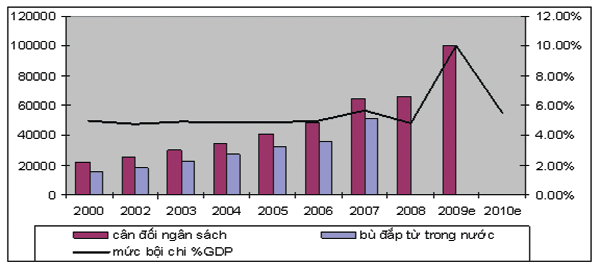 120000 12.00%
100000 10.00%
80000 8.00%
60000 6.00%
40000 4.00%
20000 2.00%
0 0.00%
2000 2002 2003 2004 2005 2006 2007 2008 2009e 2010e
cân đối ngân sách bù đắp từ trong nước
mức bội chi %GDP